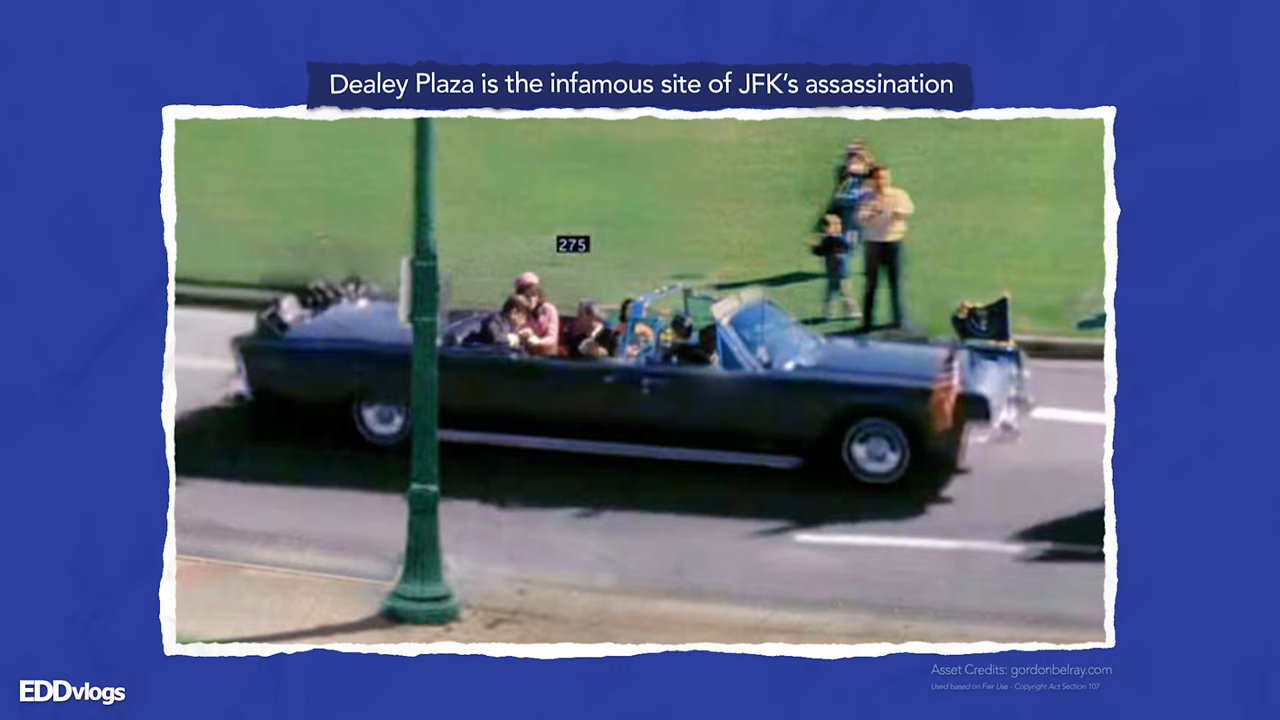 Dealey Plaza is the infamous site of JFK's assassination
275
Asset Credits: gordonbelray.com
Used based on Fair Use - Copyright Act Section 107
EDDvlogs